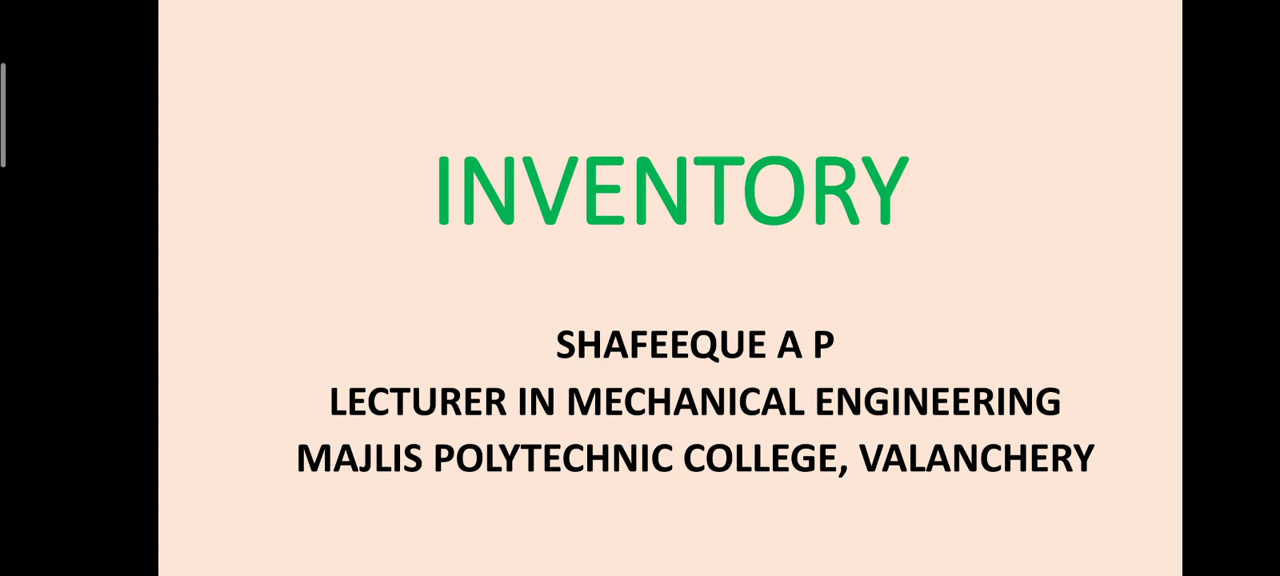 INVENTORY
SHAFEEQUE A P
LECTURER IN MECHANICAL ENGINEERING
MAJLIS POLYTECHNIC COLLEGE, VALANCHERY